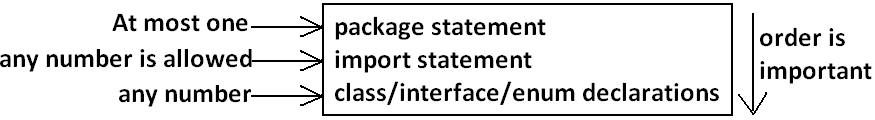 At most one package statement
any number is allowed import statement
any number class/interface/enum declarations
order is
important